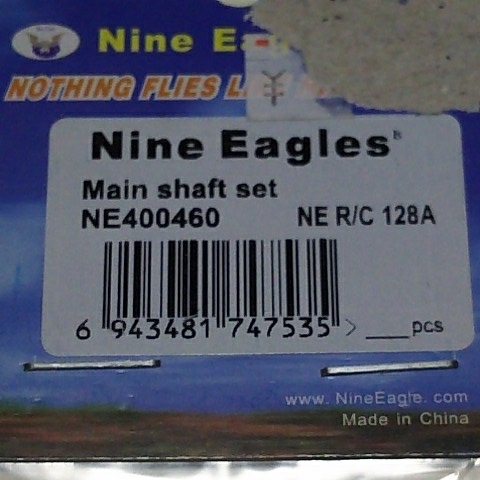 Nine Ea
NOTHING FLIES L
¥
Nine Eagles®
Main shaft set
NE400460 NE R/C 128A
6 943481 747535 > ___pcs
www.NineEagle.com
Made in China